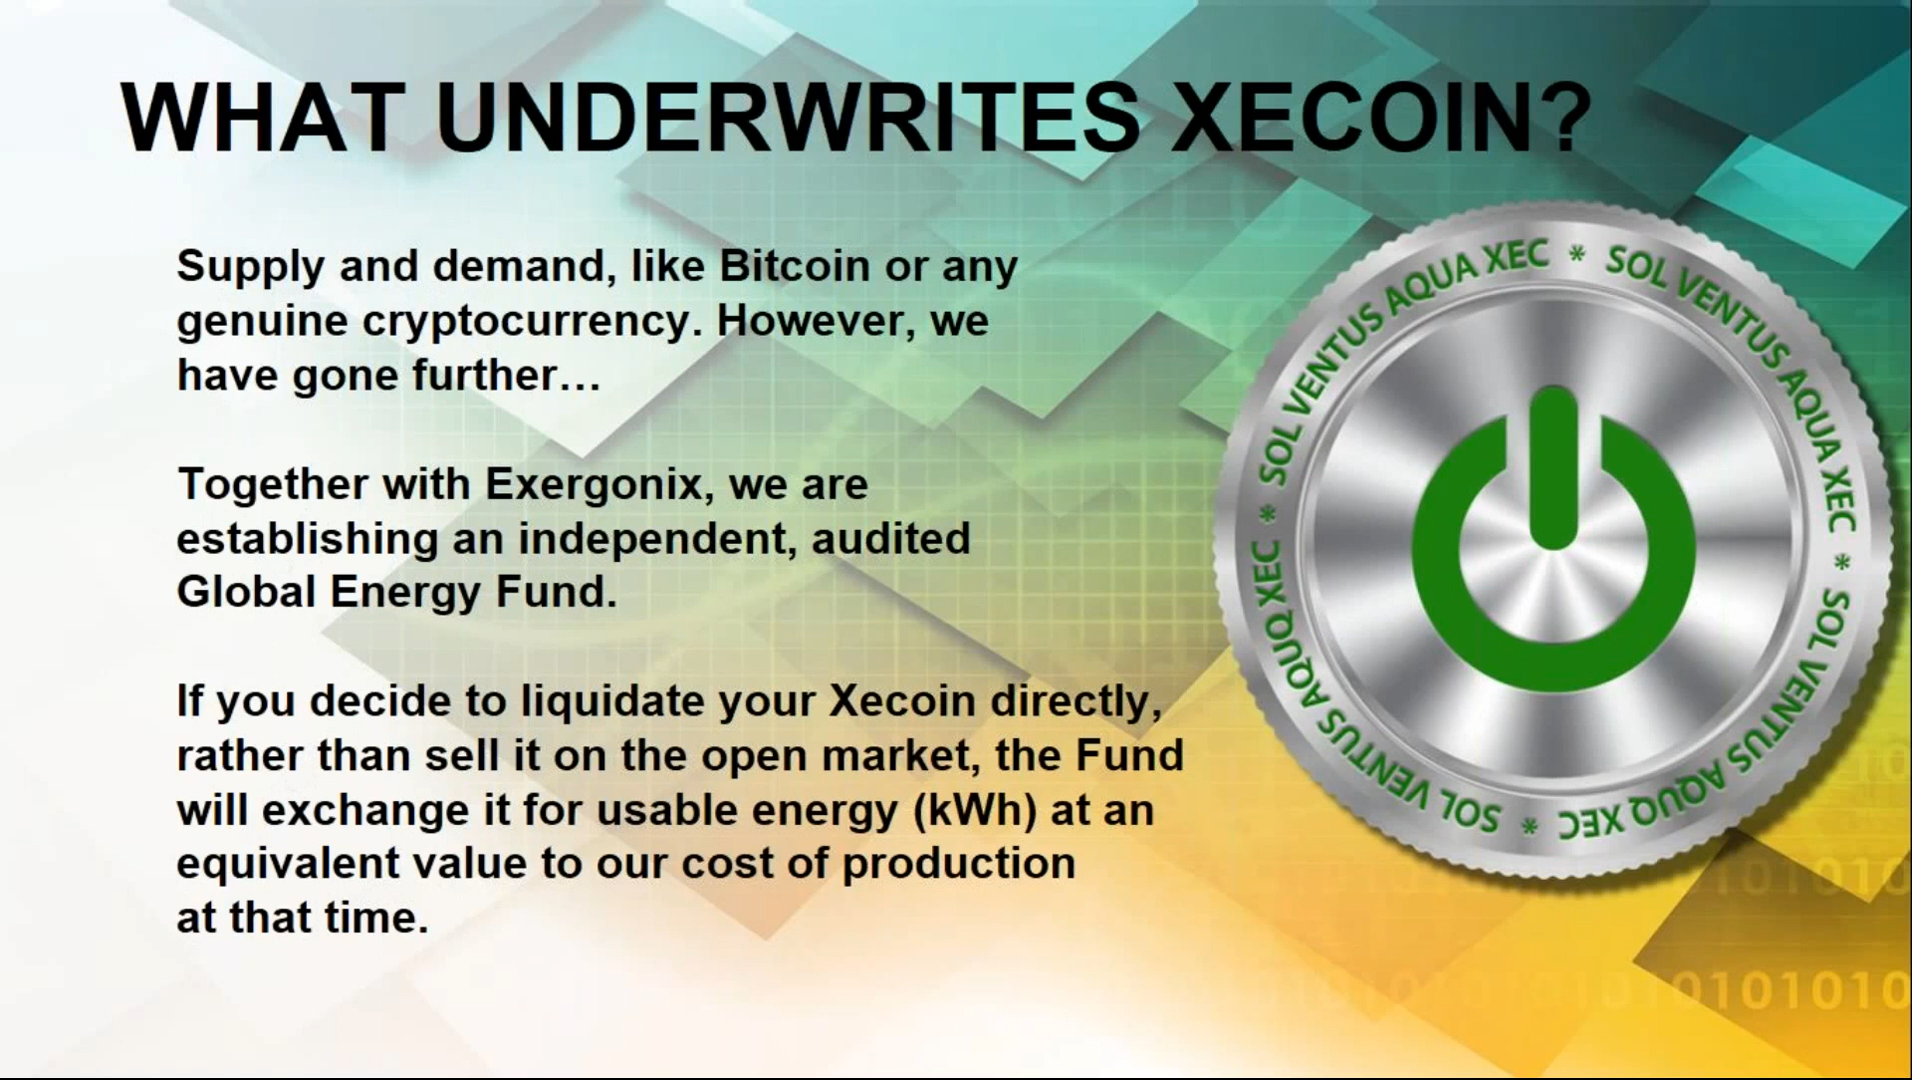 WHAT UNDERWRITES XECOIN?
Supply and demand, like Bitcoin or any
genuine cryptocurrency. However, we
have gone further…
Together with Exergonix, we are
establishing an independent, audited
Global Energy Fund.
If you decide to liquidate your Xecoin directly,
rather than sell it on the open market, the Fund
will exchange it for usable energy (kWh) at an
equivalent value to our cost of production
at that time.
SOL VENTUS AQUA XEC * SOL VENTUS AQUA XEC * SOL VENTUS AQUQ XEC * SOL VENTUS AQUQ XEC *
101010
01010101010